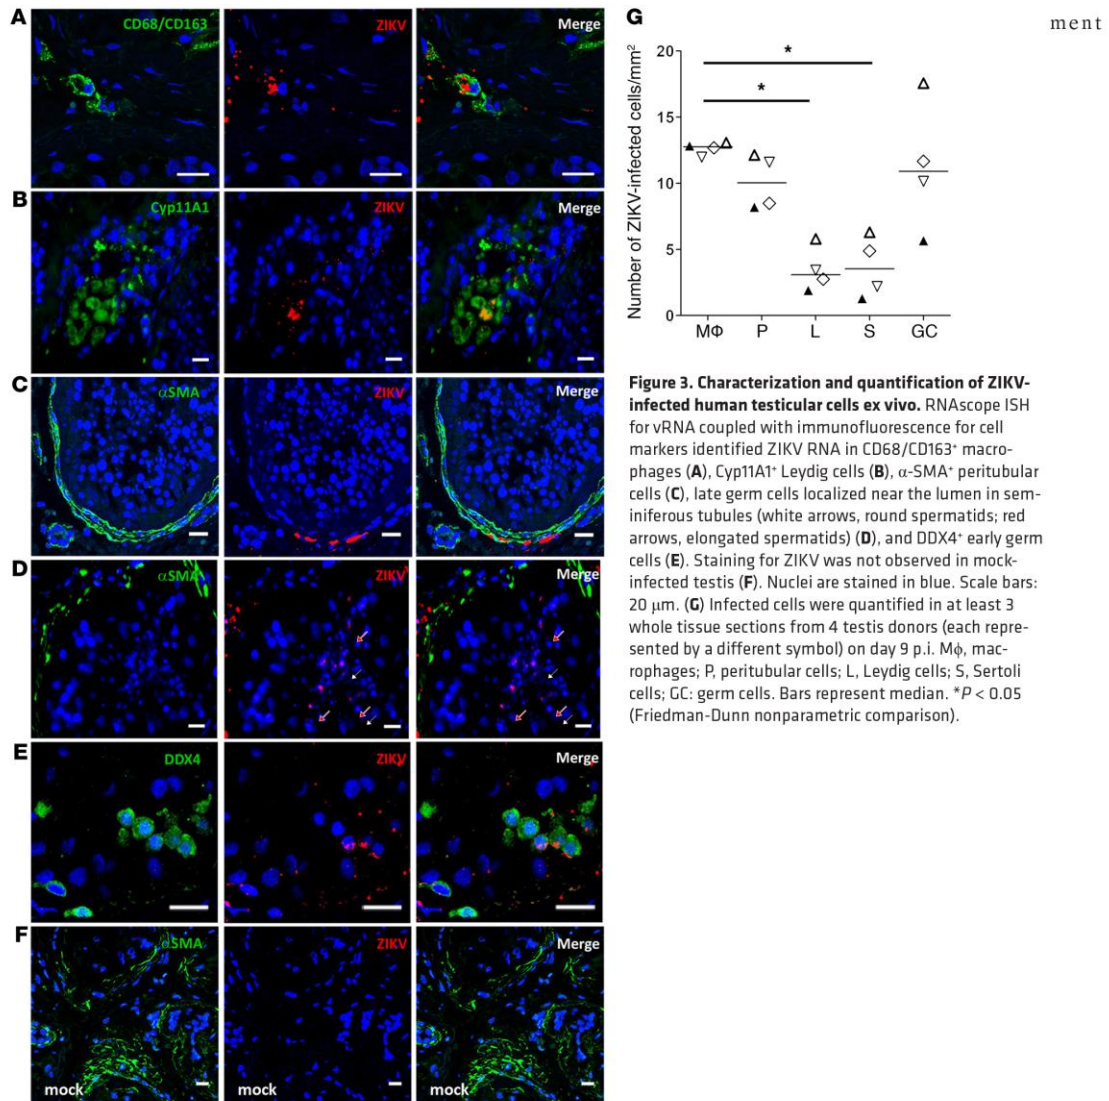 A
CD68/CD163
ZIKV
Merge
B
Cyp11A1
ZIKV
Merge
C
αSMA
ZIKV
Merge
D
αSMA
ZIKV
Merge
E
DDX4
ZIKV
Merge
F
αSMA
ZIKV
Merge
mock
mock
mock
G
ment
Number of ZIKV-infected cells/mm²
20
15
10
5
0
*
*
MΦ P L S GC
Figure 3. Characterization and quantification of ZIKV-
infected human testicular cells ex vivo. RNAscope ISH
for vRNA coupled with immunofluorescence for cell
markers identified ZIKV RNA in CD68/CD163⁺ macro-
phages (A), Cyp11A1⁺ Leydig cells (B), α-SMA⁺ peritubular
cells (C), late germ cells localized near the lumen in sem-
iniferous tubules (white arrows, round spermatids; red
arrows, elongated spermatids) (D), and DDX4⁺ early germ
cells (E). Staining for ZIKV was not observed in mock-
infected testis (F). Nuclei are stained in blue. Scale bars:
20 μm. (G) Infected cells were quantified in at least 3
whole tissue sections from 4 testis donors (each repre-
sented by a different symbol) on day 9 p.i. Mϕ, mac-
rophages; P, peritubular cells; L, Leydig cells; S, Sertoli
cells; GC: germ cells. Bars represent median. *P < 0.05
(Friedman-Dunn nonparametric comparison).